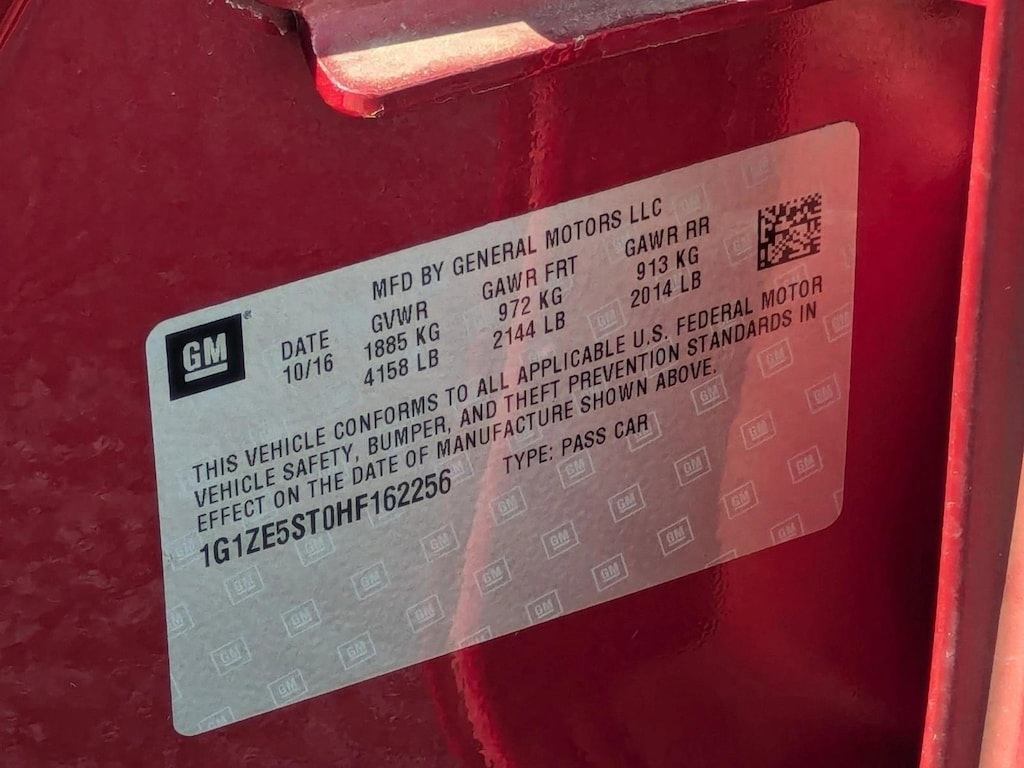 MFD BY GENERAL MOTORS LLC
GM®
DATE GVWR GAWR FRT GAWR RR
10/16 1885 KG 972 KG 913 KG
4158 LB 2144 LB 2014 LB
THIS VEHICLE CONFORMS TO ALL APPLICABLE U.S. FEDERAL MOTOR
VEHICLE SAFETY, BUMPER, AND THEFT PREVENTION STANDARDS IN
EFFECT ON THE DATE OF MANUFACTURE SHOWN ABOVE.
1G1ZE5ST0HF162256 TYPE: PASS CAR